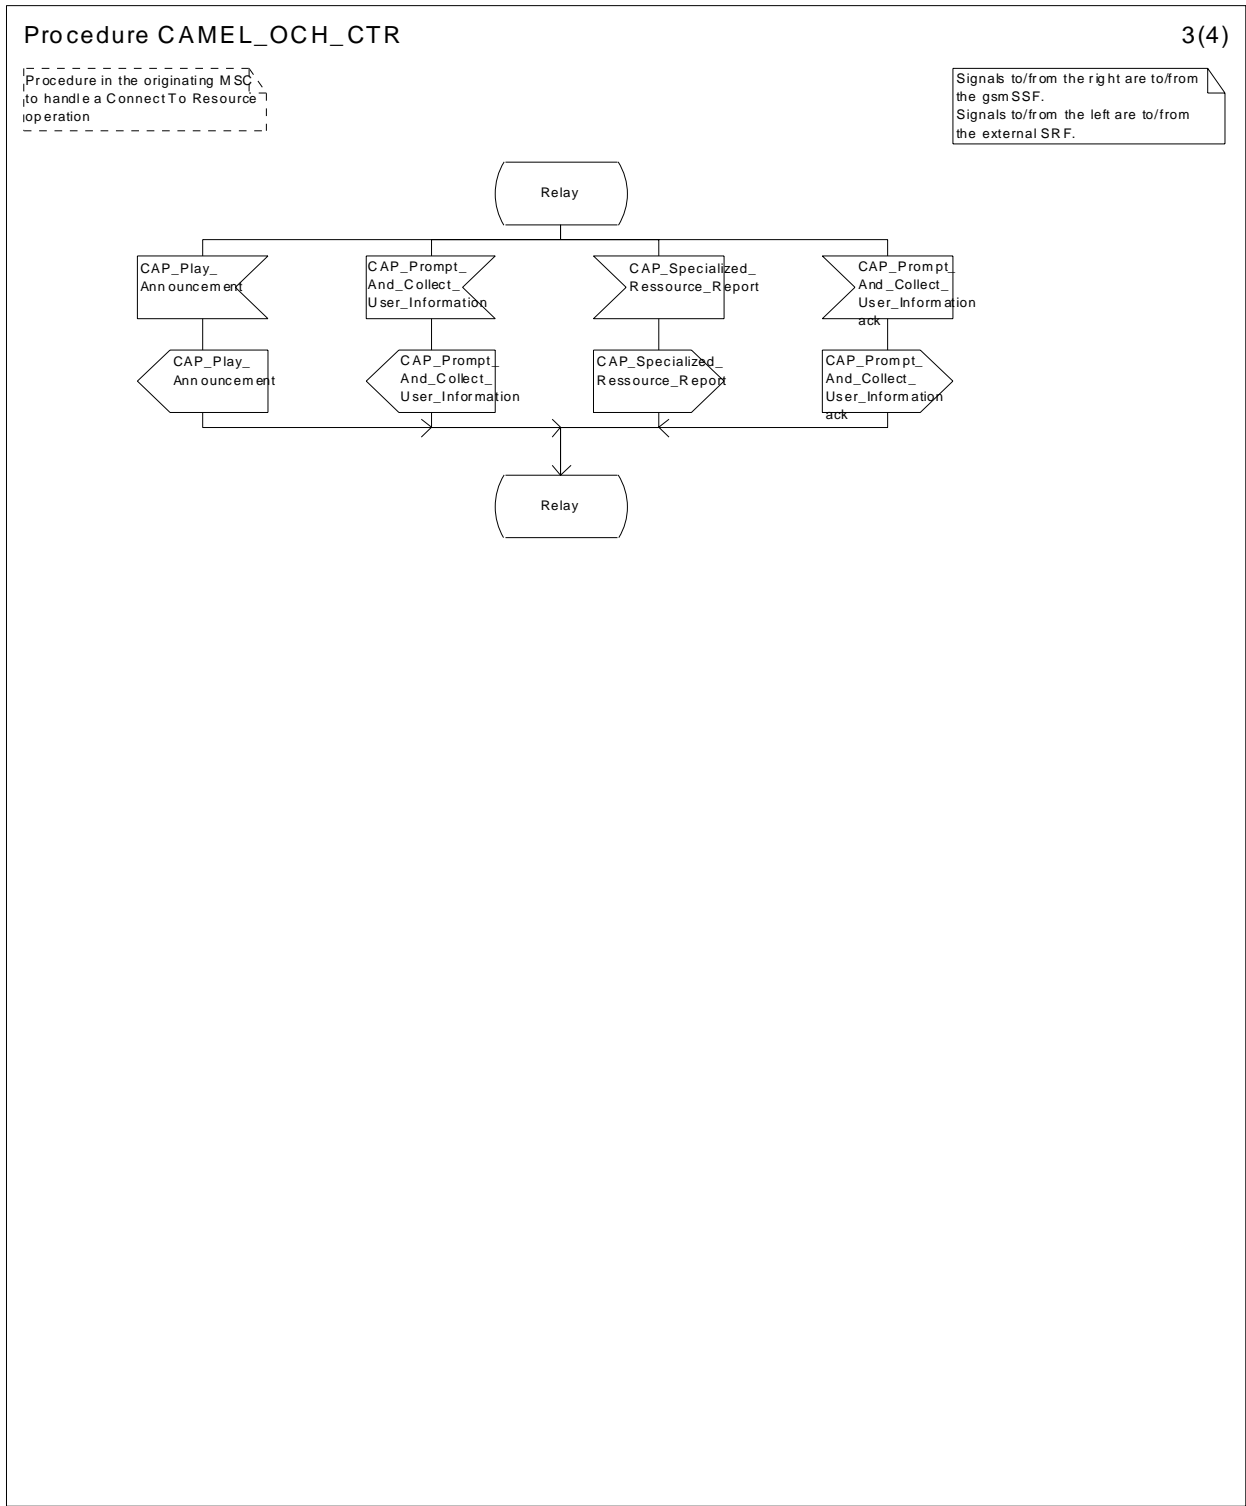 Procedure CAMEL_OCH_CTR
3(4)
Procedure in the originating MSC
to handle a Connect To Resource
operation
Signals to/from the right are to/from
the gsmSSF.
Signals to/from the left are to/from
the external SRF.
Relay
CAP_Play_
Announcement
CAP_Prompt_
And_Collect_
User_Information
CAP_Specialized_
Ressource_Report
CAP_Prompt_
And_Collect_
User_Information
ack
CAP_Play_
Announcement
CAP_Prompt_
And_Collect_
User_Information
CAP_Specialized_
Ressource_Report
CAP_Prompt_
And_Collect_
User_Information
ack
Relay